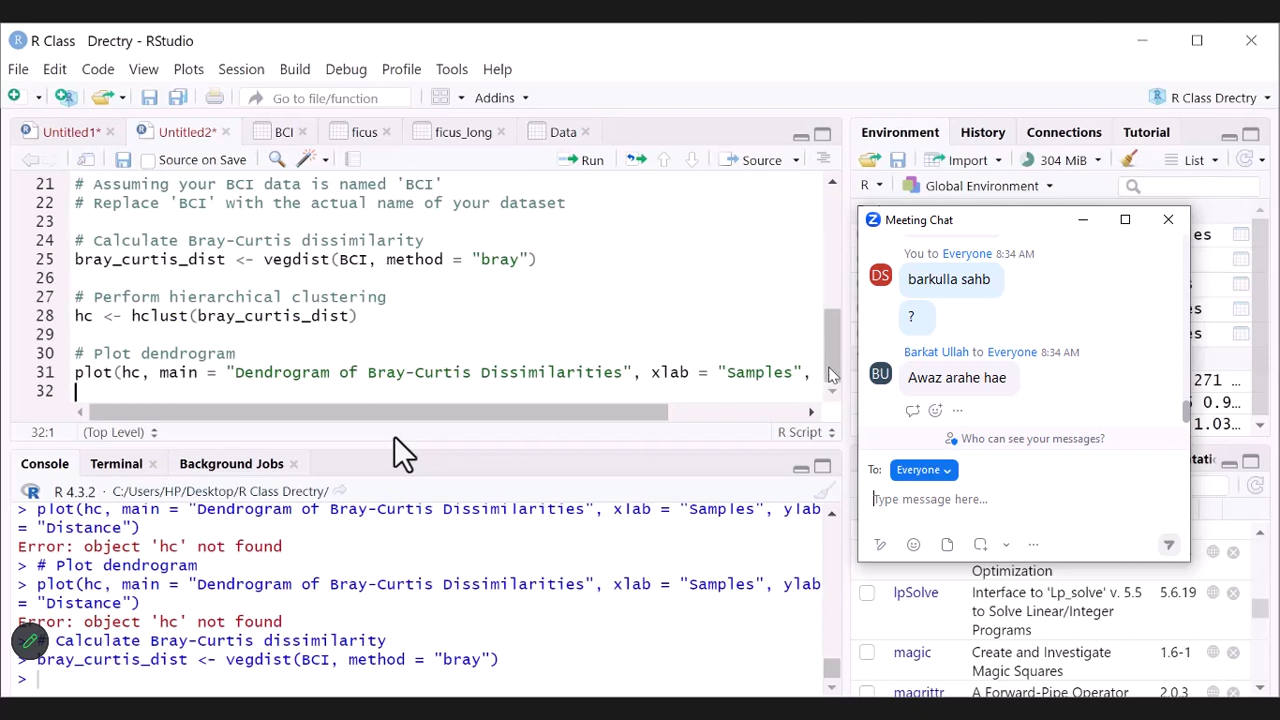 R Class Drectry - RStudio
File Edit Code View Plots Session Build Debug Profile Tools Help
Go to file/function Addins R Class Drectry
Untitled1* Untitled2* BCI ficus ficus_long Data
Source on Save Run Source
21 # Assuming your BCI data is named 'BCI'
22 # Replace 'BCI' with the actual name of your dataset
23
24 # Calculate Bray-Curtis dissimilarity
25 bray_curtis_dist <- vegdist(BCI, method = "bray")
26
27 # Perform hierarchical clustering
28 hc <- hclust(bray_curtis_dist)
29
30 # Plot dendrogram
31 plot(hc, main = "Dendrogram of Bray-Curtis Dissimilarities", xlab = "Samples",
32
32:1 (Top Level) R Script
Console Terminal Background Jobs
R 4.3.2 · C:/Users/HP/Desktop/R Class Drectry/
> plot(hc, main = "Dendrogram of Bray-Curtis Dissimilarities", xlab = "Samples", ylab
= "Distance")
Error: object 'hc' not found
> # Plot dendrogram
> plot(hc, main = "Dendrogram of Bray-Curtis Dissimilarities", xlab = "Samples", ylab
= "Distance")
Error: object 'hc' not found
> # Calculate Bray-Curtis dissimilarity
> bray_curtis_dist <- vegdist(BCI, method = "bray")
>
Environment History Connections Tutorial
Import 304 MiB List
R Global Environment
Meeting Chat
You to Everyone 8:34 AM
DS barkulla sahb
?
Barkat Ullah to Everyone 8:34 AM
BU Awaz arahe hae
Who can see your messages?
To: Everyone
Type message here...
271
0.9…
1.03…
Optimization
lpSolve Interface to 'Lp_solve' v. 5.5 5.6.19
to Solve Linear/Integer
Programs
magic Create and Investigate 1.6-1
Magic Squares
magrittr A Forward-Pipe Operator 2.0.3